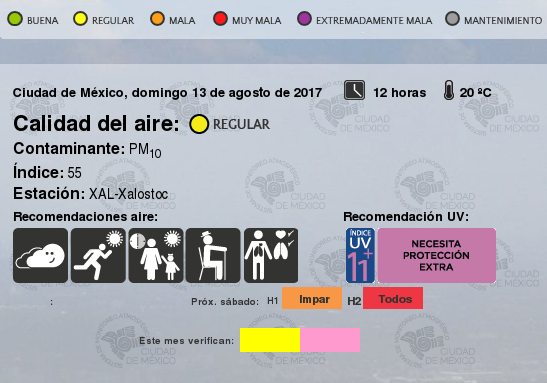 BUENA REGULAR MALA MUY MALA EXTREMADAMENTE MALA MANTENIMIENTO
Ciudad de México, domingo 13 de agosto de 2017 12 horas 20 ºC
Calidad del aire: REGULAR
Contaminante: PM10
Índice: 55
Estación: XAL-Xalostoc
Recomendaciones aire: Recomendación UV:
ÍNDICE
UV
11+
NECESITA
PROTECCIÓN
EXTRA
: Próx. sábado: H1 Impar H2 Todos
Este mes verifican: